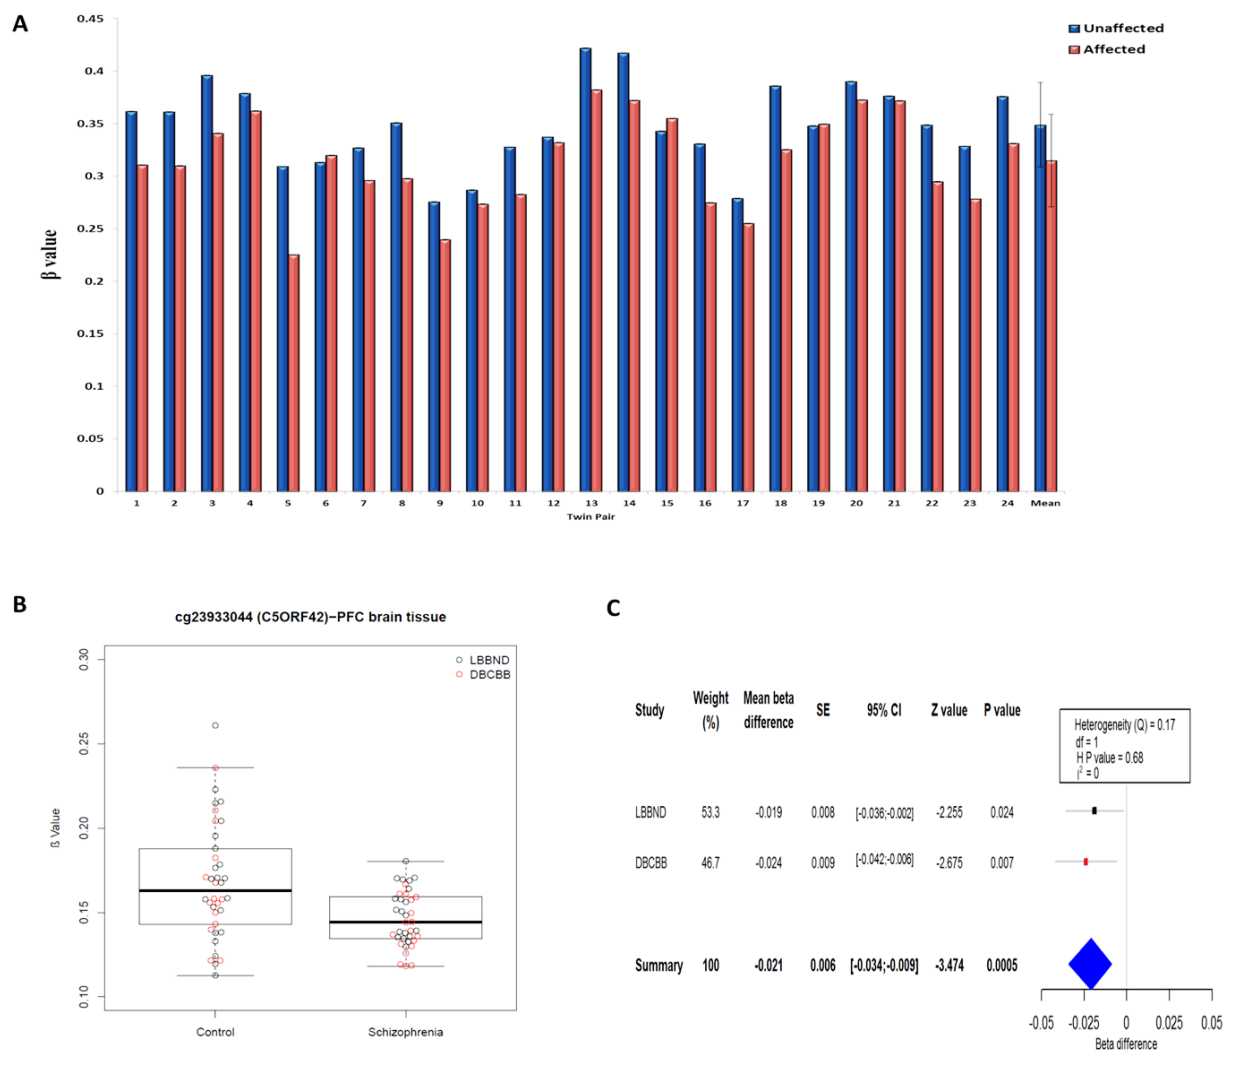 A
Unaffected
Affected
0.45
0.4
0.35
0.3
0.25
0.2
0.15
0.1
0.05
0
β value
1 2 3 4 5 6 7 8 9 10 11 12 13 14 15 16 17 18 19 20 21 22 23 24 Mean
Twin Pair
B
cg23933044 (C5ORF42)−PFC brain tissue
LBBND
DBCBB
0.30
0.25
0.20
0.15
0.10
ß Value
Control Schizophrenia
C
Study Weight (%) Mean beta difference SE 95% CI Z value P value
Heterogeneity (Q) = 0.17
df = 1
H P value = 0.68
I² = 0
LBBND 53.3 -0.019 0.008 [-0.036;-0.002] -2.255 0.024
DBCBB 46.7 -0.024 0.009 [-0.042;-0.006] -2.675 0.007
Summary 100 -0.021 0.006 [-0.034;-0.009] -3.474 0.0005
-0.05 -0.025 0 0.025 0.05
Beta difference